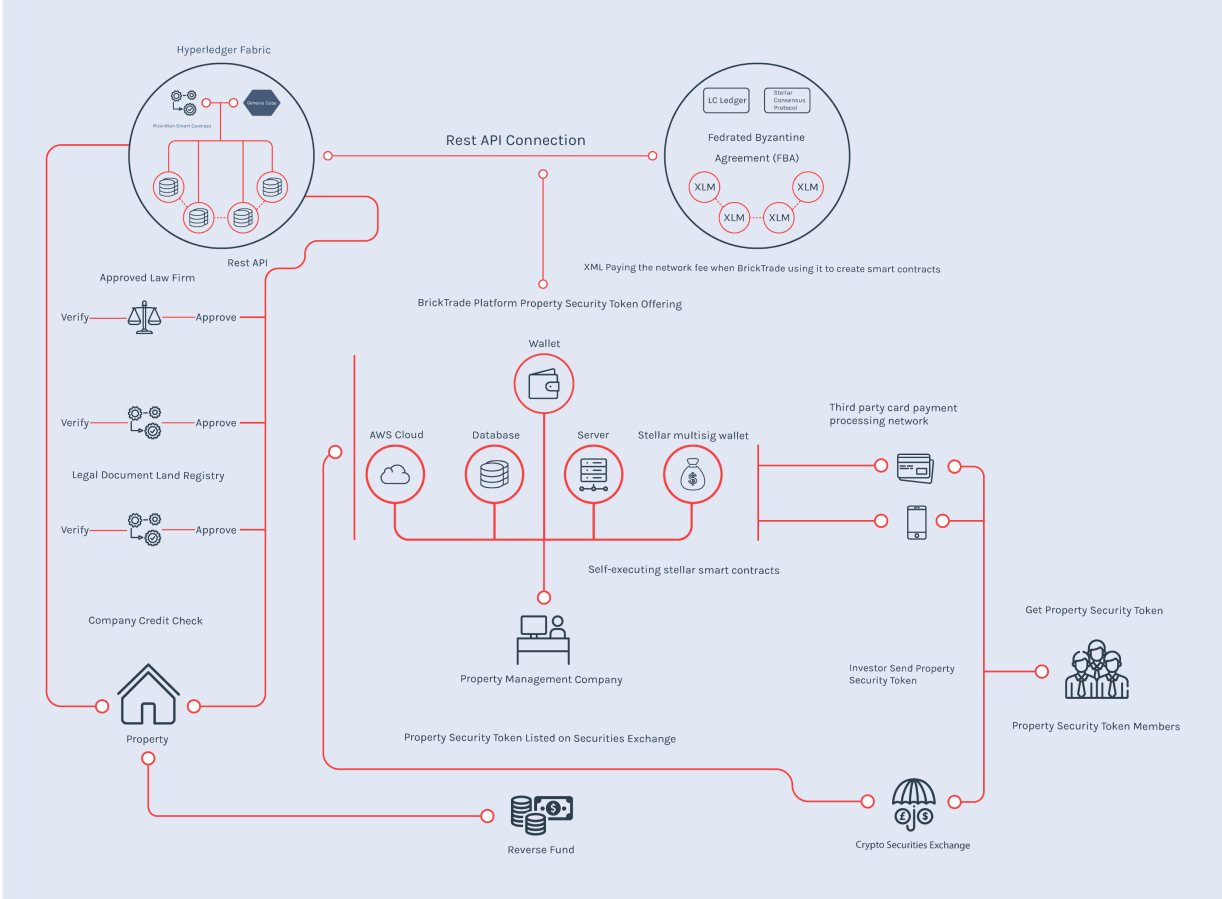 Hyperledger Fabric
Genesis Cube
Ricardian Smart Contract
Rest API Connection
LC Ledger
Stellar
Consensus
Protocol
Fedrated Byzantine
Agreement (FBA)
XLM
XLM
XLM
XLM
Rest API
XML Paying the network fee when BrickTrade using it to create smart contracts
Approved Law Firm
Verify
Approve
BrickTrade Platform Property Security Token Offering
Wallet
Verify
Approve
AWS Cloud
Database
Server
Stellar multisig wallet
Third party card payment
processing network
Legal Document Land Registry
Verify
Approve
Self-executing stellar smart contracts
Company Credit Check
Get Property Security Token
Property Management Company
Investor Send Property
Security Token
Property Security Token Members
Property
Property Security Token Listed on Securities Exchange
Reverse Fund
Crypto Securities Exchange